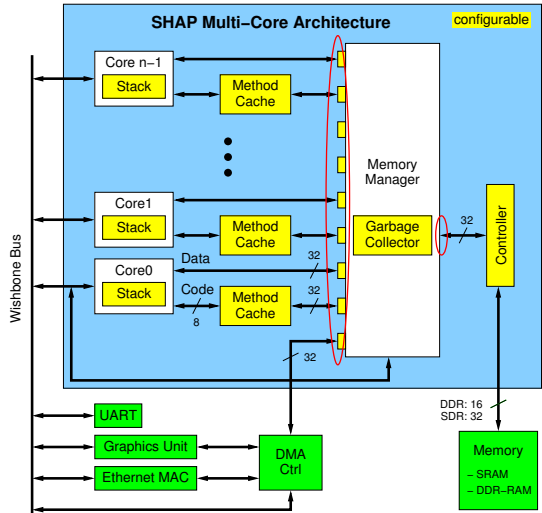 SHAP Multi-Core Architecture
configurable
Core n-1
Stack
Method
Cache
Memory
Manager
Core1
Stack
Method
Cache
Garbage
Collector
32
Controller
Wishbone Bus
Core0
Data
32
Stack
Code
8
Method
Cache
32
32
DDR: 16
SDR: 32
UART
Graphics Unit
Ethernet MAC
DMA
Ctrl
Memory
- SRAM
- DDR-RAM